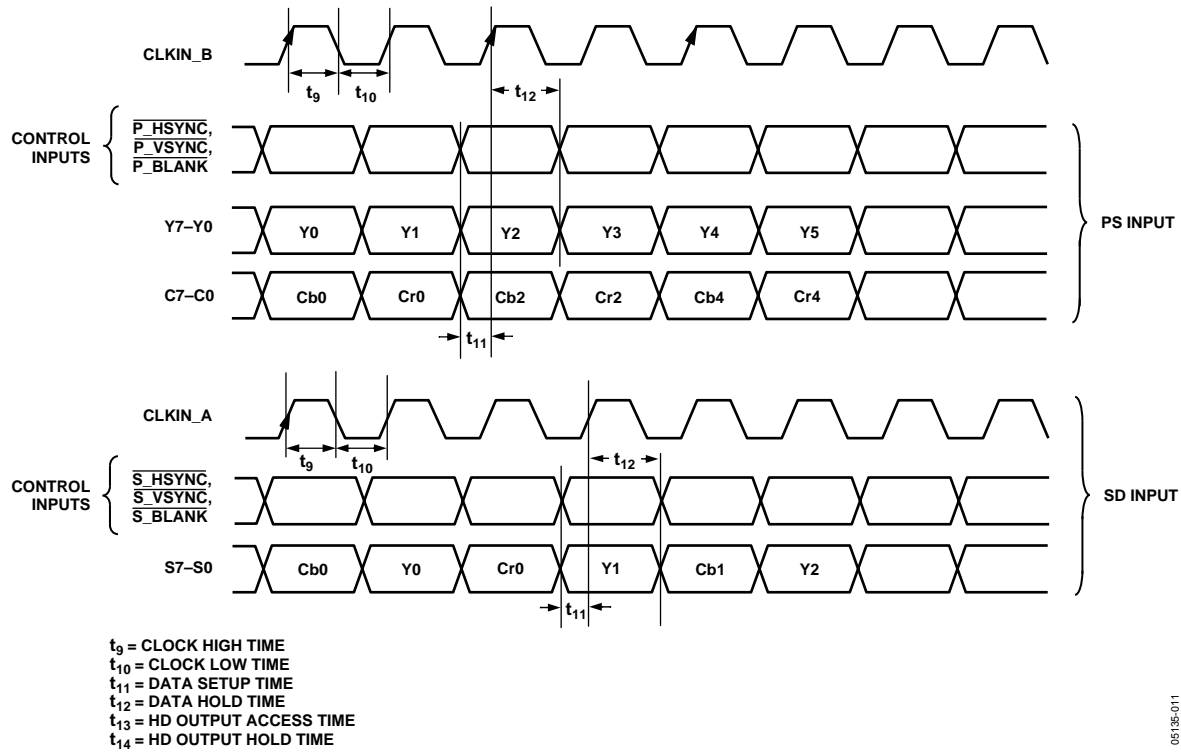 CLKIN_B
t9 t10 t12
CONTROL INPUTS
P_HSYNC,
P_VSYNC,
P_BLANK
Y7–Y0 Y0 Y1 Y2 Y3 Y4 Y5
PS INPUT
C7–C0 Cb0 Cr0 Cb2 Cr2 Cb4 Cr4
t11
CLKIN_A
t9 t10 t12
CONTROL INPUTS
S_HSYNC,
S_VSYNC,
S_BLANK
SD INPUT
S7–S0 Cb0 Y0 Cr0 Y1 Cb1 Y2
t11
t9 = CLOCK HIGH TIME
t10 = CLOCK LOW TIME
t11 = DATA SETUP TIME
t12 = DATA HOLD TIME
t13 = HD OUTPUT ACCESS TIME
t14 = HD OUTPUT HOLD TIME
05135-011